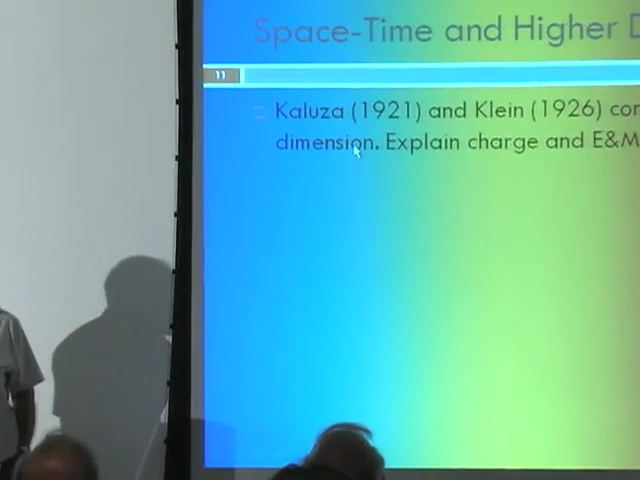 Space-Time and Higher D
11
Kaluza (1921) and Klein (1926) con
dimension. Explain charge and E&M